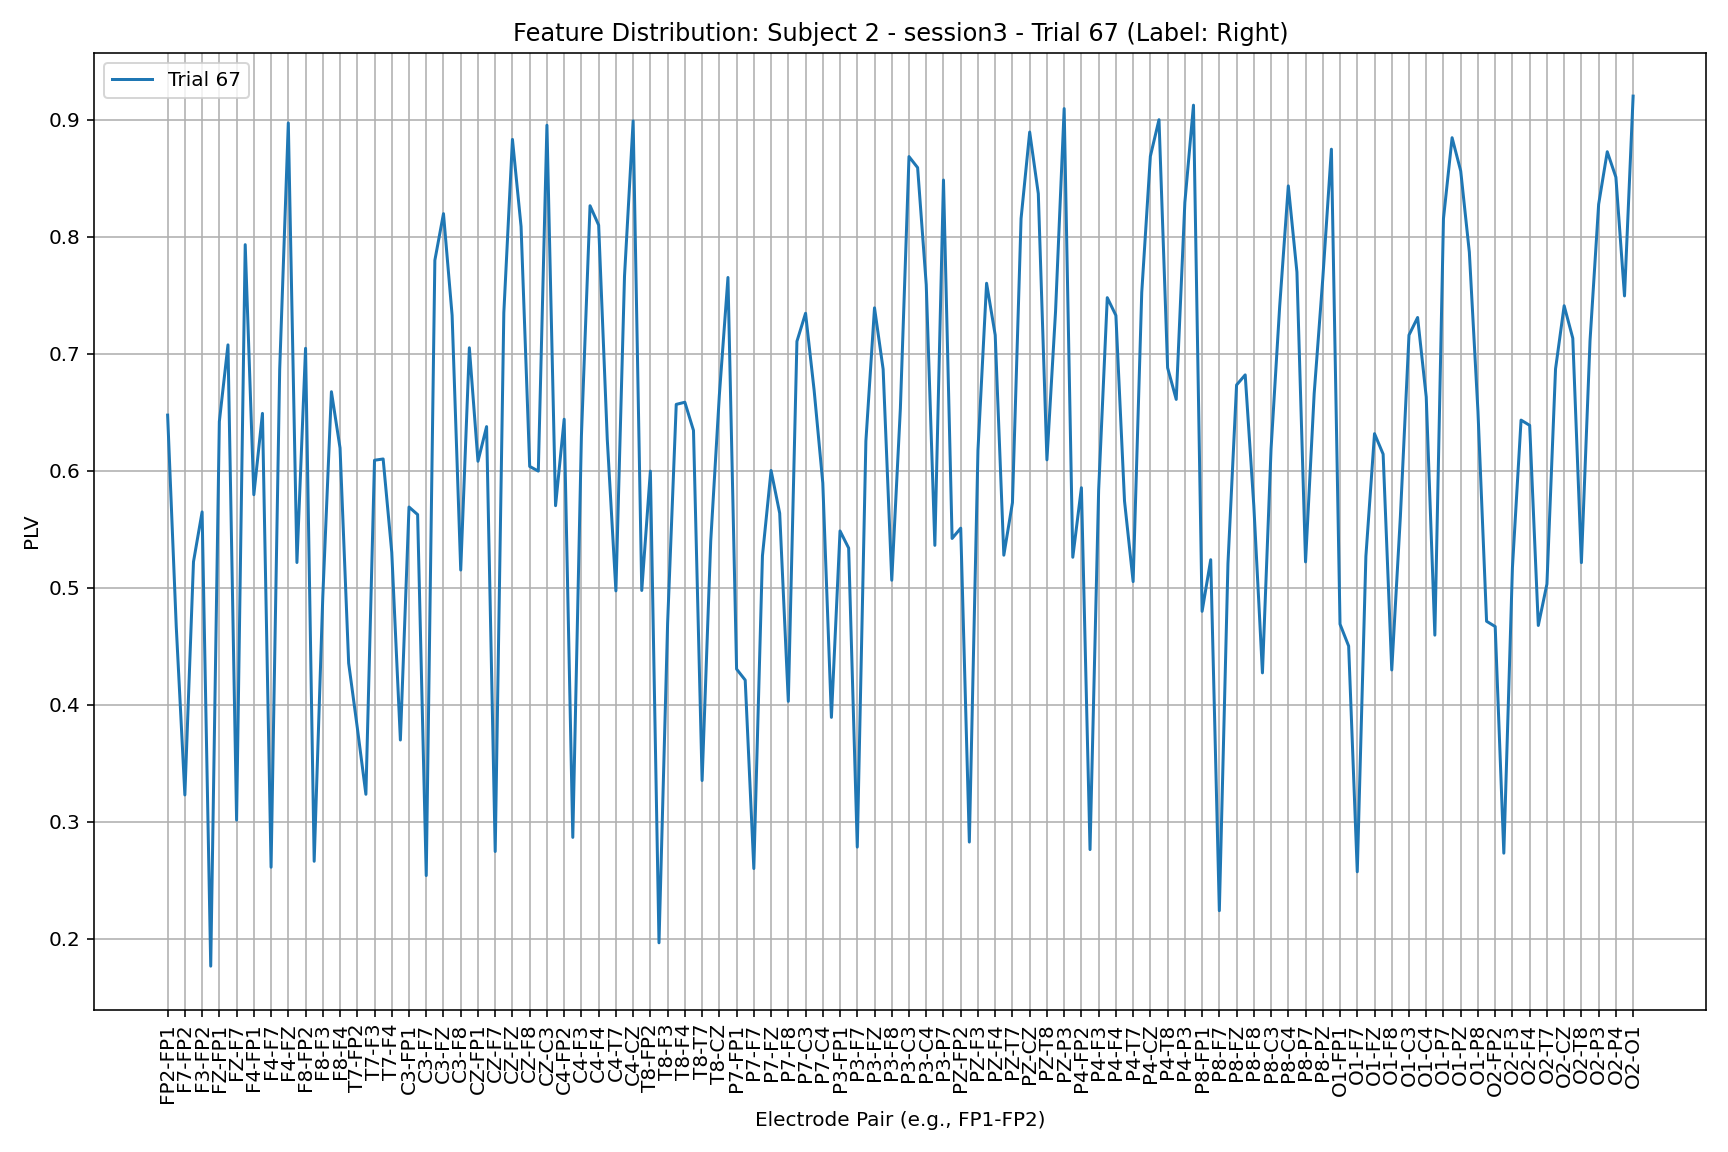 Feature Distribution: Subject 2 - session3 - Trial 67 (Label: Right)
Trial 67
0.9
0.8
0.7
0.6
0.5
0.4
0.3
0.2
PLV
FP2-FP1
F7-FP2
F3-FP2
FZ-FP1
FZ-F7
F4-FP1
F4-F7
F4-FZ
F8-FP2
F8-F3
F8-F4
T7-FP2
T7-F3
T7-F4
C3-FP1
C3-F7
C3-FZ
C3-F8
CZ-FP1
CZ-F7
CZ-FZ
CZ-F8
CZ-C3
C4-FP2
C4-F3
C4-F4
C4-T7
C4-CZ
T8-FP2
T8-F3
T8-F4
T8-T7
T8-CZ
P7-FP1
P7-F7
P7-FZ
P7-F8
P7-C3
P7-C4
P3-FP1
P3-F7
P3-FZ
P3-F8
P3-C3
P3-C4
P3-P7
PZ-FP2
PZ-F3
PZ-F4
PZ-T7
PZ-CZ
PZ-T8
PZ-P3
P4-FP2
P4-F3
P4-F4
P4-T7
P4-CZ
P4-T8
P4-P3
P8-FP1
P8-F7
P8-FZ
P8-F8
P8-C3
P8-C4
P8-P7
P8-PZ
O1-FP1
O1-F7
O1-FZ
O1-F8
O1-C3
O1-C4
O1-P7
O1-PZ
O1-P8
O2-FP2
O2-F3
O2-F4
O2-T7
O2-CZ
O2-T8
O2-P3
O2-P4
O2-O1
Electrode Pair (e.g., FP1-FP2)